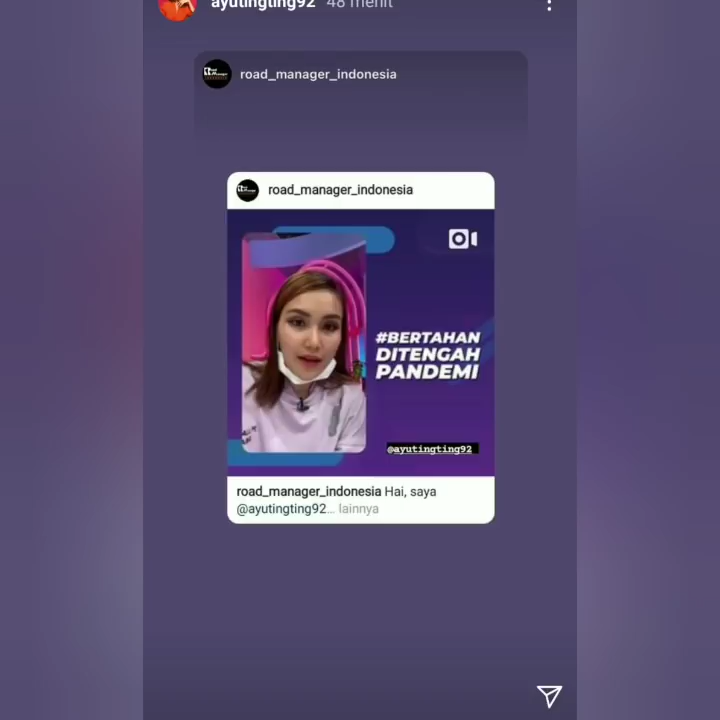 ayutingting92 48 menit
road_manager_indonesia
road_manager_indonesia
#BERTAHAN
DITENGAH
PANDEMI
@ayutingting92
road_manager_indonesia Hai, saya
@ayutingting92... lainnya